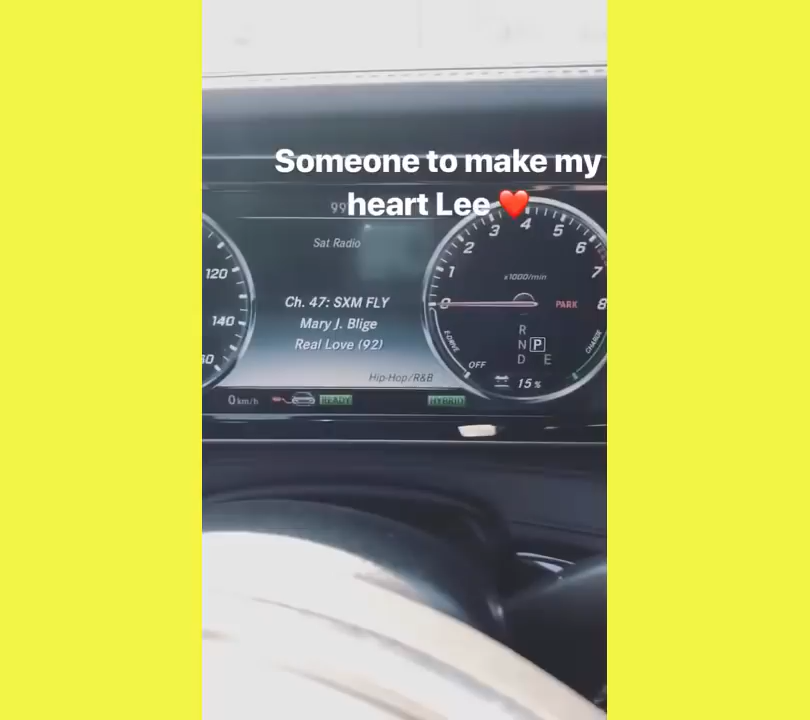 Someone to make my
heart Lee ❤️
99
Sat Radio
Ch. 47: SXM FLY
Mary J. Blige
Real Love (92)
Hip-Hop/R&B
120
140
0 km/h
READY
HYBRID
0 1 2 3 4 5 6 7 8
x1000/min
PARK
R
N P
D E
E-DRIVE
OFF
CHARGE
15 %